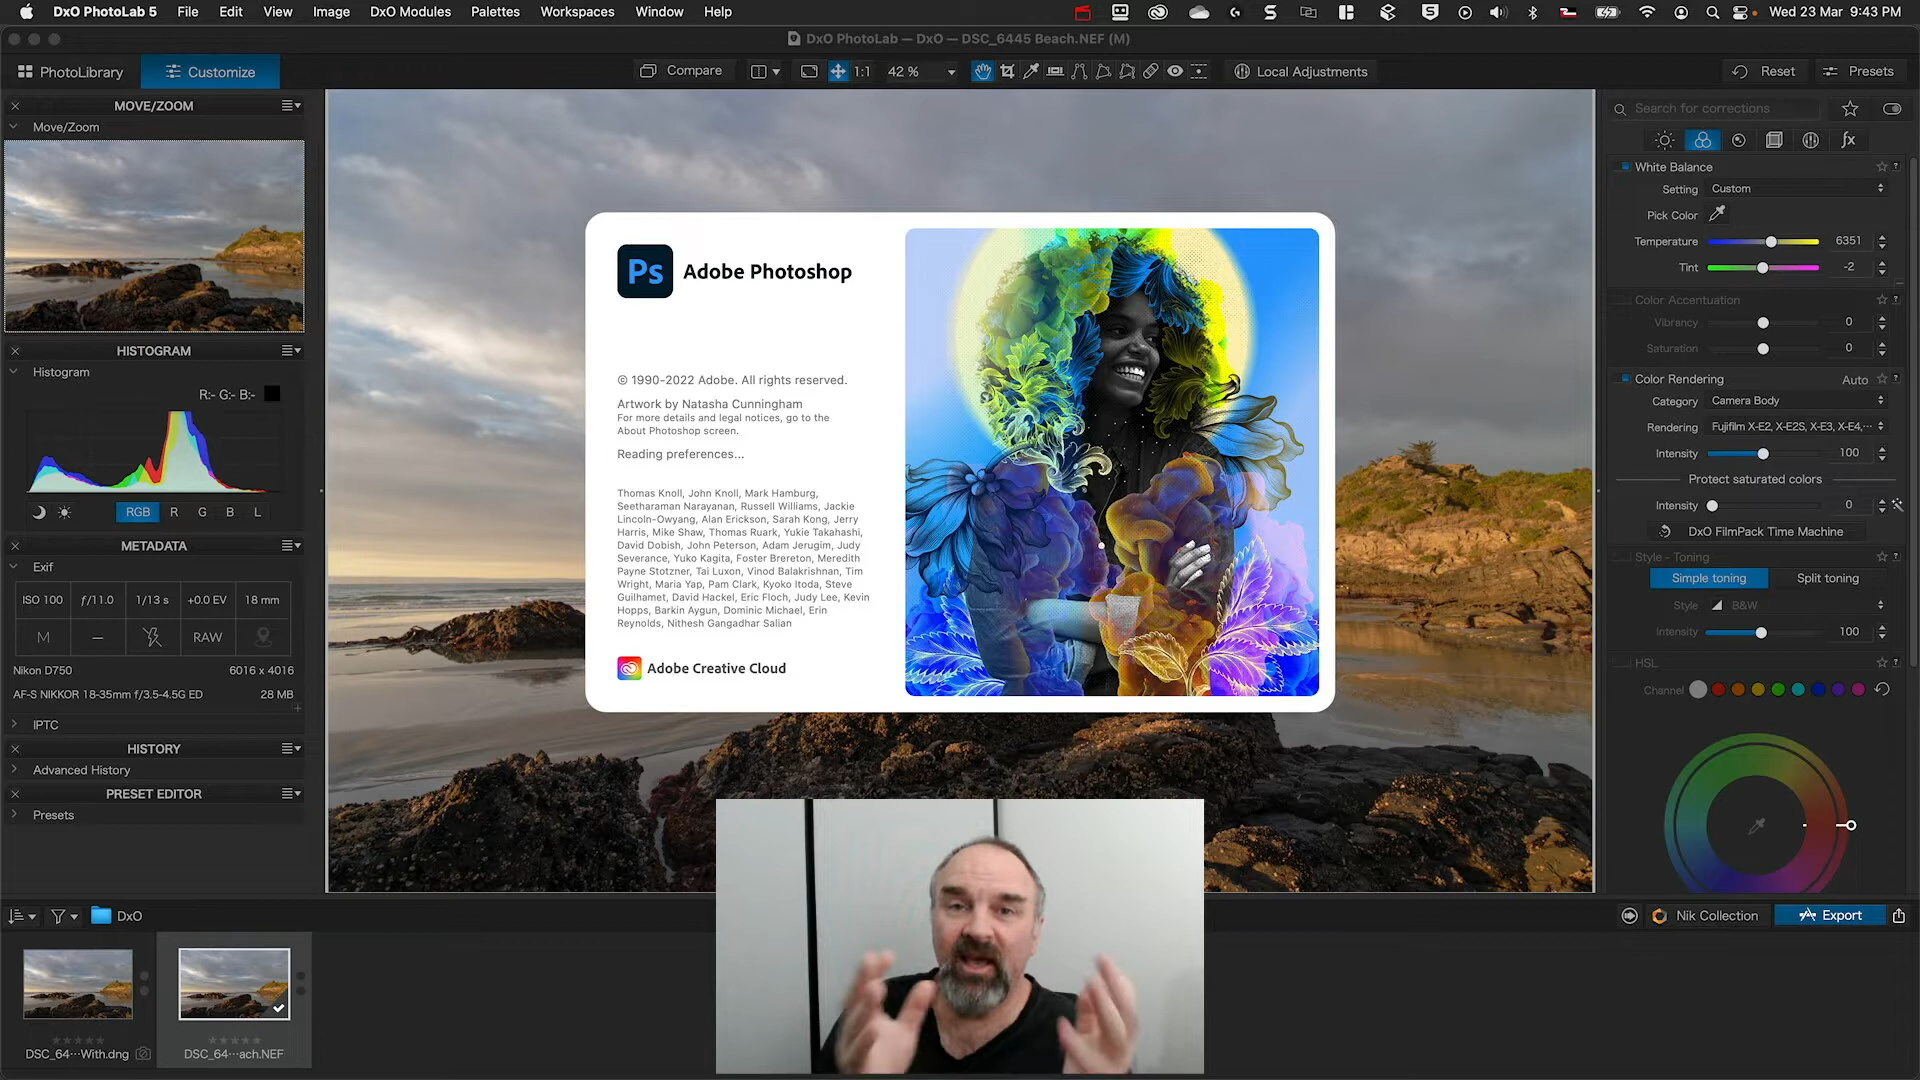 DxO PhotoLab 5 File Edit View Image DxO Modules Palettes Workspaces Window Help Wed 23 Mar 9:43 PM
DxO PhotoLab — DxO — DSC_6445 Beach.NEF (M)
PhotoLibrary Customize Compare 1:1 42 % Local Adjustments Reset Presets
MOVE/ZOOM
Move/Zoom
HISTOGRAM
Histogram
R:- G:- B:-
RGB R G B L
METADATA
Exif
ISO 100 ƒ/11.0 1/13 s +0.0 EV 18 mm
M — RAW
Nikon D750 6016 x 4016
AF-S NIKKOR 18-35mm f/3.5-4.5G ED 28 MB
IPTC
HISTORY
Advanced History
PRESET EDITOR
Presets
Ps Adobe Photoshop
© 1990-2022 Adobe. All rights reserved.
Artwork by Natasha Cunningham
For more details and legal notices, go to the
About Photoshop screen.
Reading preferences...
Thomas Knoll, John Knoll, Mark Hamburg,
Seetharaman Narayanan, Russell Williams, Jackie
Lincoln-Owyang, Alan Erickson, Sarah Kong, Jerry
Harris, Mike Shaw, Thomas Ruark, Yukie Takahashi,
David Dobish, John Peterson, Adam Jerugim, Judy
Severance, Yuko Kagita, Foster Brereton, Meredith
Payne Stotzner, Tai Luxon, Vinod Balakrishnan, Tim
Wright, Maria Yap, Pam Clark, Kyoko Itoda, Steve
Guilhamet, David Hackel, Eric Floch, Judy Lee, Kevin
Hopps, Barkin Aygun, Dominic Michael, Erin
Reynolds, Nithesh Gangadhar Salian
Adobe Creative Cloud
Search for corrections
fx
White Balance
Setting Custom
Pick Color
Temperature 6351
Tint -2
Color Accentuation
Vibrancy 0
Saturation 0
Color Rendering Auto
Category Camera Body
Rendering Fujifilm X-E2, X-E2S, X-E3, X-E4,···
Intensity 100
Protect saturated colors
Intensity 0
DxO FilmPack Time Machine
Style - Toning
Simple toning Split toning
Style B&W
Intensity 100
HSL
Channel
DxO Nik Collection Export
DSC_64···With.dng DSC_64···ach.NEF